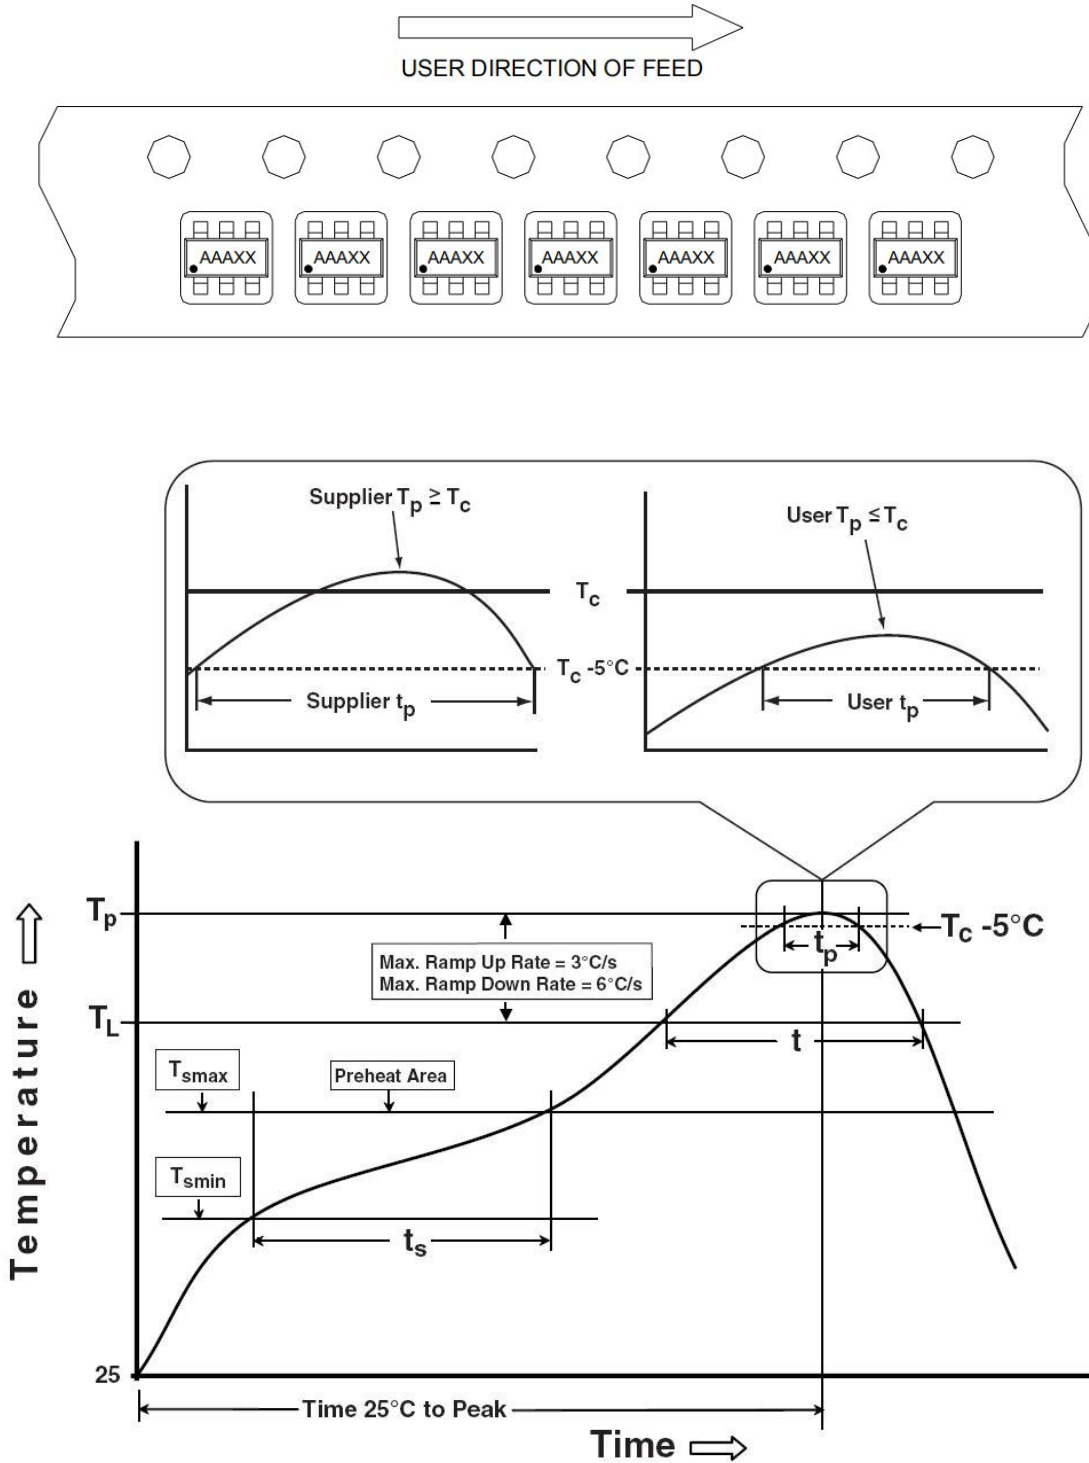 USER DIRECTION OF FEED
AAAXX AAAXX AAAXX AAAXX AAAXX AAAXX AAAXX
Supplier Tp ≥ Tc
User Tp ≤ Tc
Tc
Tc -5°C
Supplier tp
User tp
Tp
Tc -5°C
tp
Max. Ramp Up Rate = 3°C/s
Max. Ramp Down Rate = 6°C/s
TL
t
Tsmax
Preheat Area
Tsmin
ts
Temperature
25
Time 25°C to Peak
Time